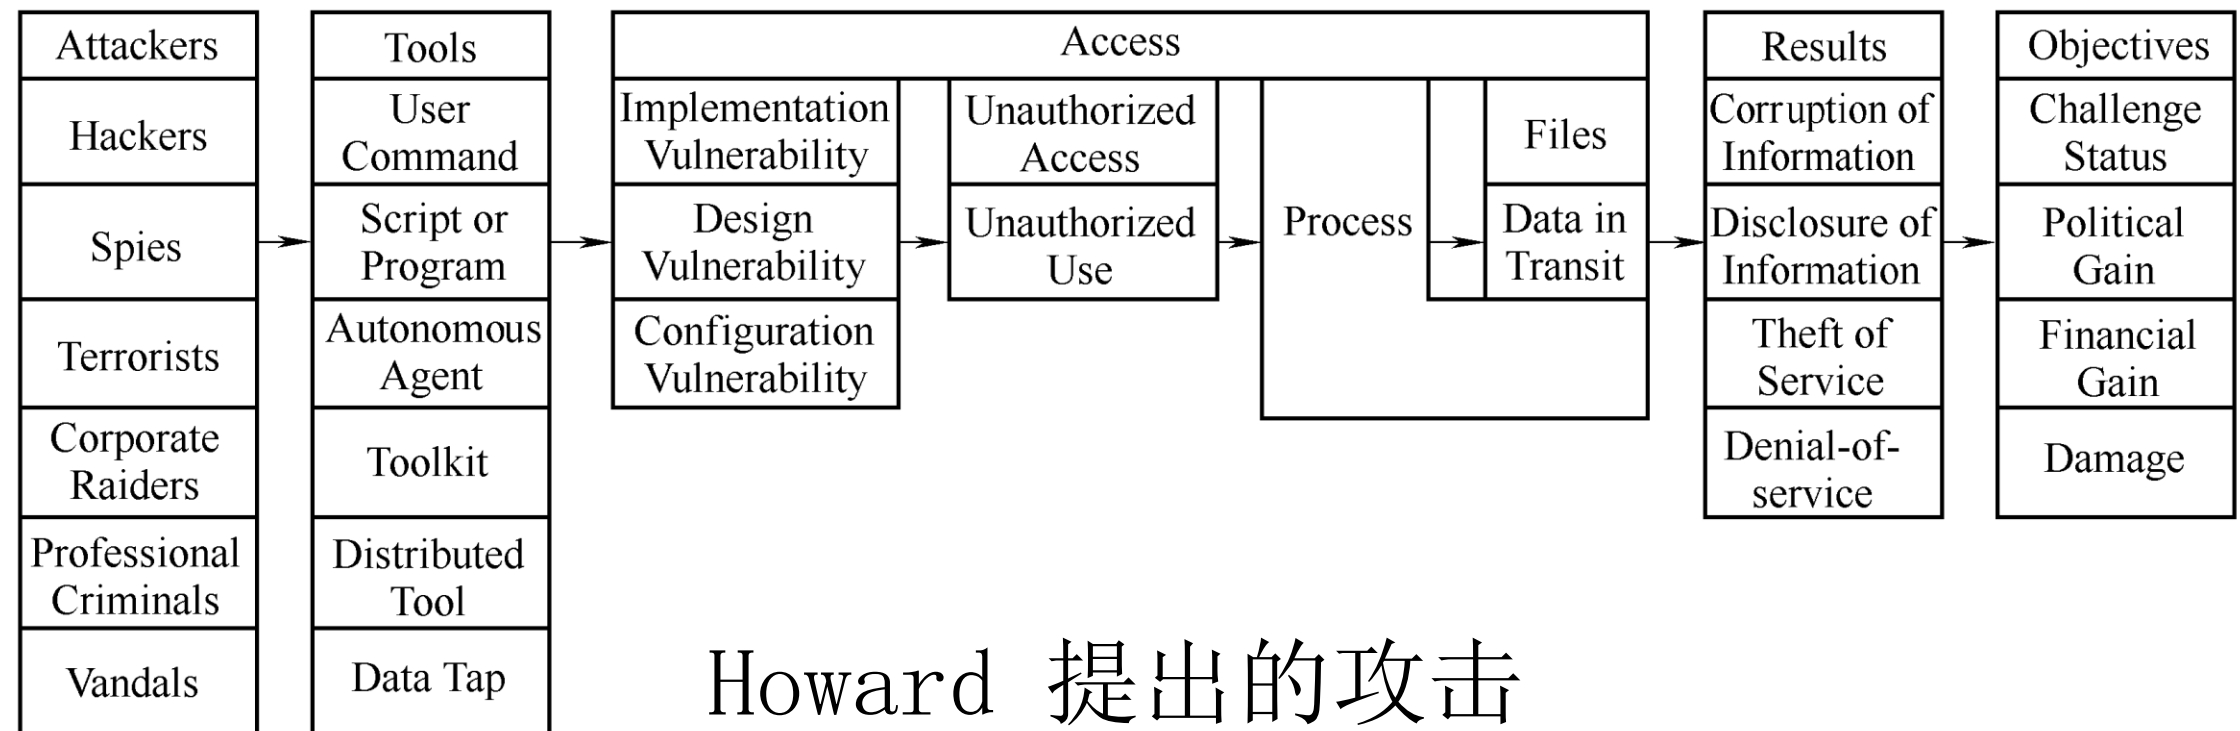 Attackers
Hackers
Spies
Terrorists
Corporate
Raiders
Professional
Criminals
Vandals
Tools
User
Command
Script or
Program
Autonomous
Agent
Toolkit
Distributed
Tool
Data Tap
Access
Implementation
Vulnerability
Design
Vulnerability
Configuration
Vulnerability
Unauthorized
Access
Unauthorized
Use
Process
Files
Data in
Transit
Results
Corruption of
Information
Disclosure of
Information
Theft of
Service
Denial-of-
service
Objectives
Challenge
Status
Political
Gain
Financial
Gain
Damage
Howard 提出的攻击